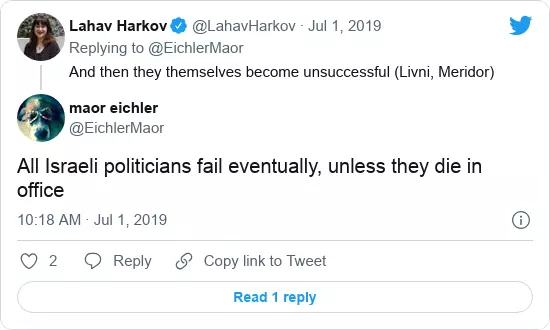 Lahav Harkov @LahavHarkov · Jul 1, 2019
Replying to @EichlerMaor
And then they themselves become unsuccessful (Livni, Meridor)
maor eichler
@EichlerMaor
All Israeli politicians fail eventually, unless they die in
office
10:18 AM · Jul 1, 2019
2 Reply Copy link to Tweet
Read 1 reply